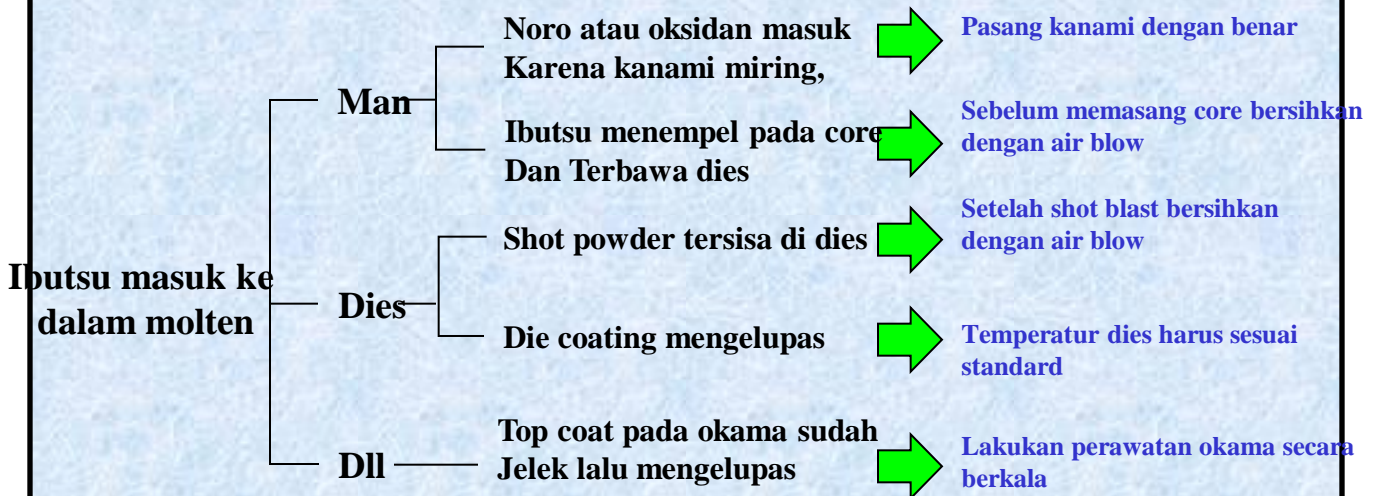 Noro atau oksidan masuk
Karena kanami miring,
Pasang kanami dengan benar
Man
Ibutsu menempel pada core
Dan Terbawa dies
Sebelum memasang core bersihkan
dengan air blow
Shot powder tersisa di dies
Setelah shot blast bersihkan
dengan air blow
Ibutsu masuk ke
dalam molten
Dies
Die coating mengelupas
Temperatur dies harus sesuai
standard
Top coat pada okama sudah
Jelek lalu mengelupas
Dll
Lakukan perawatan okama secara
berkala